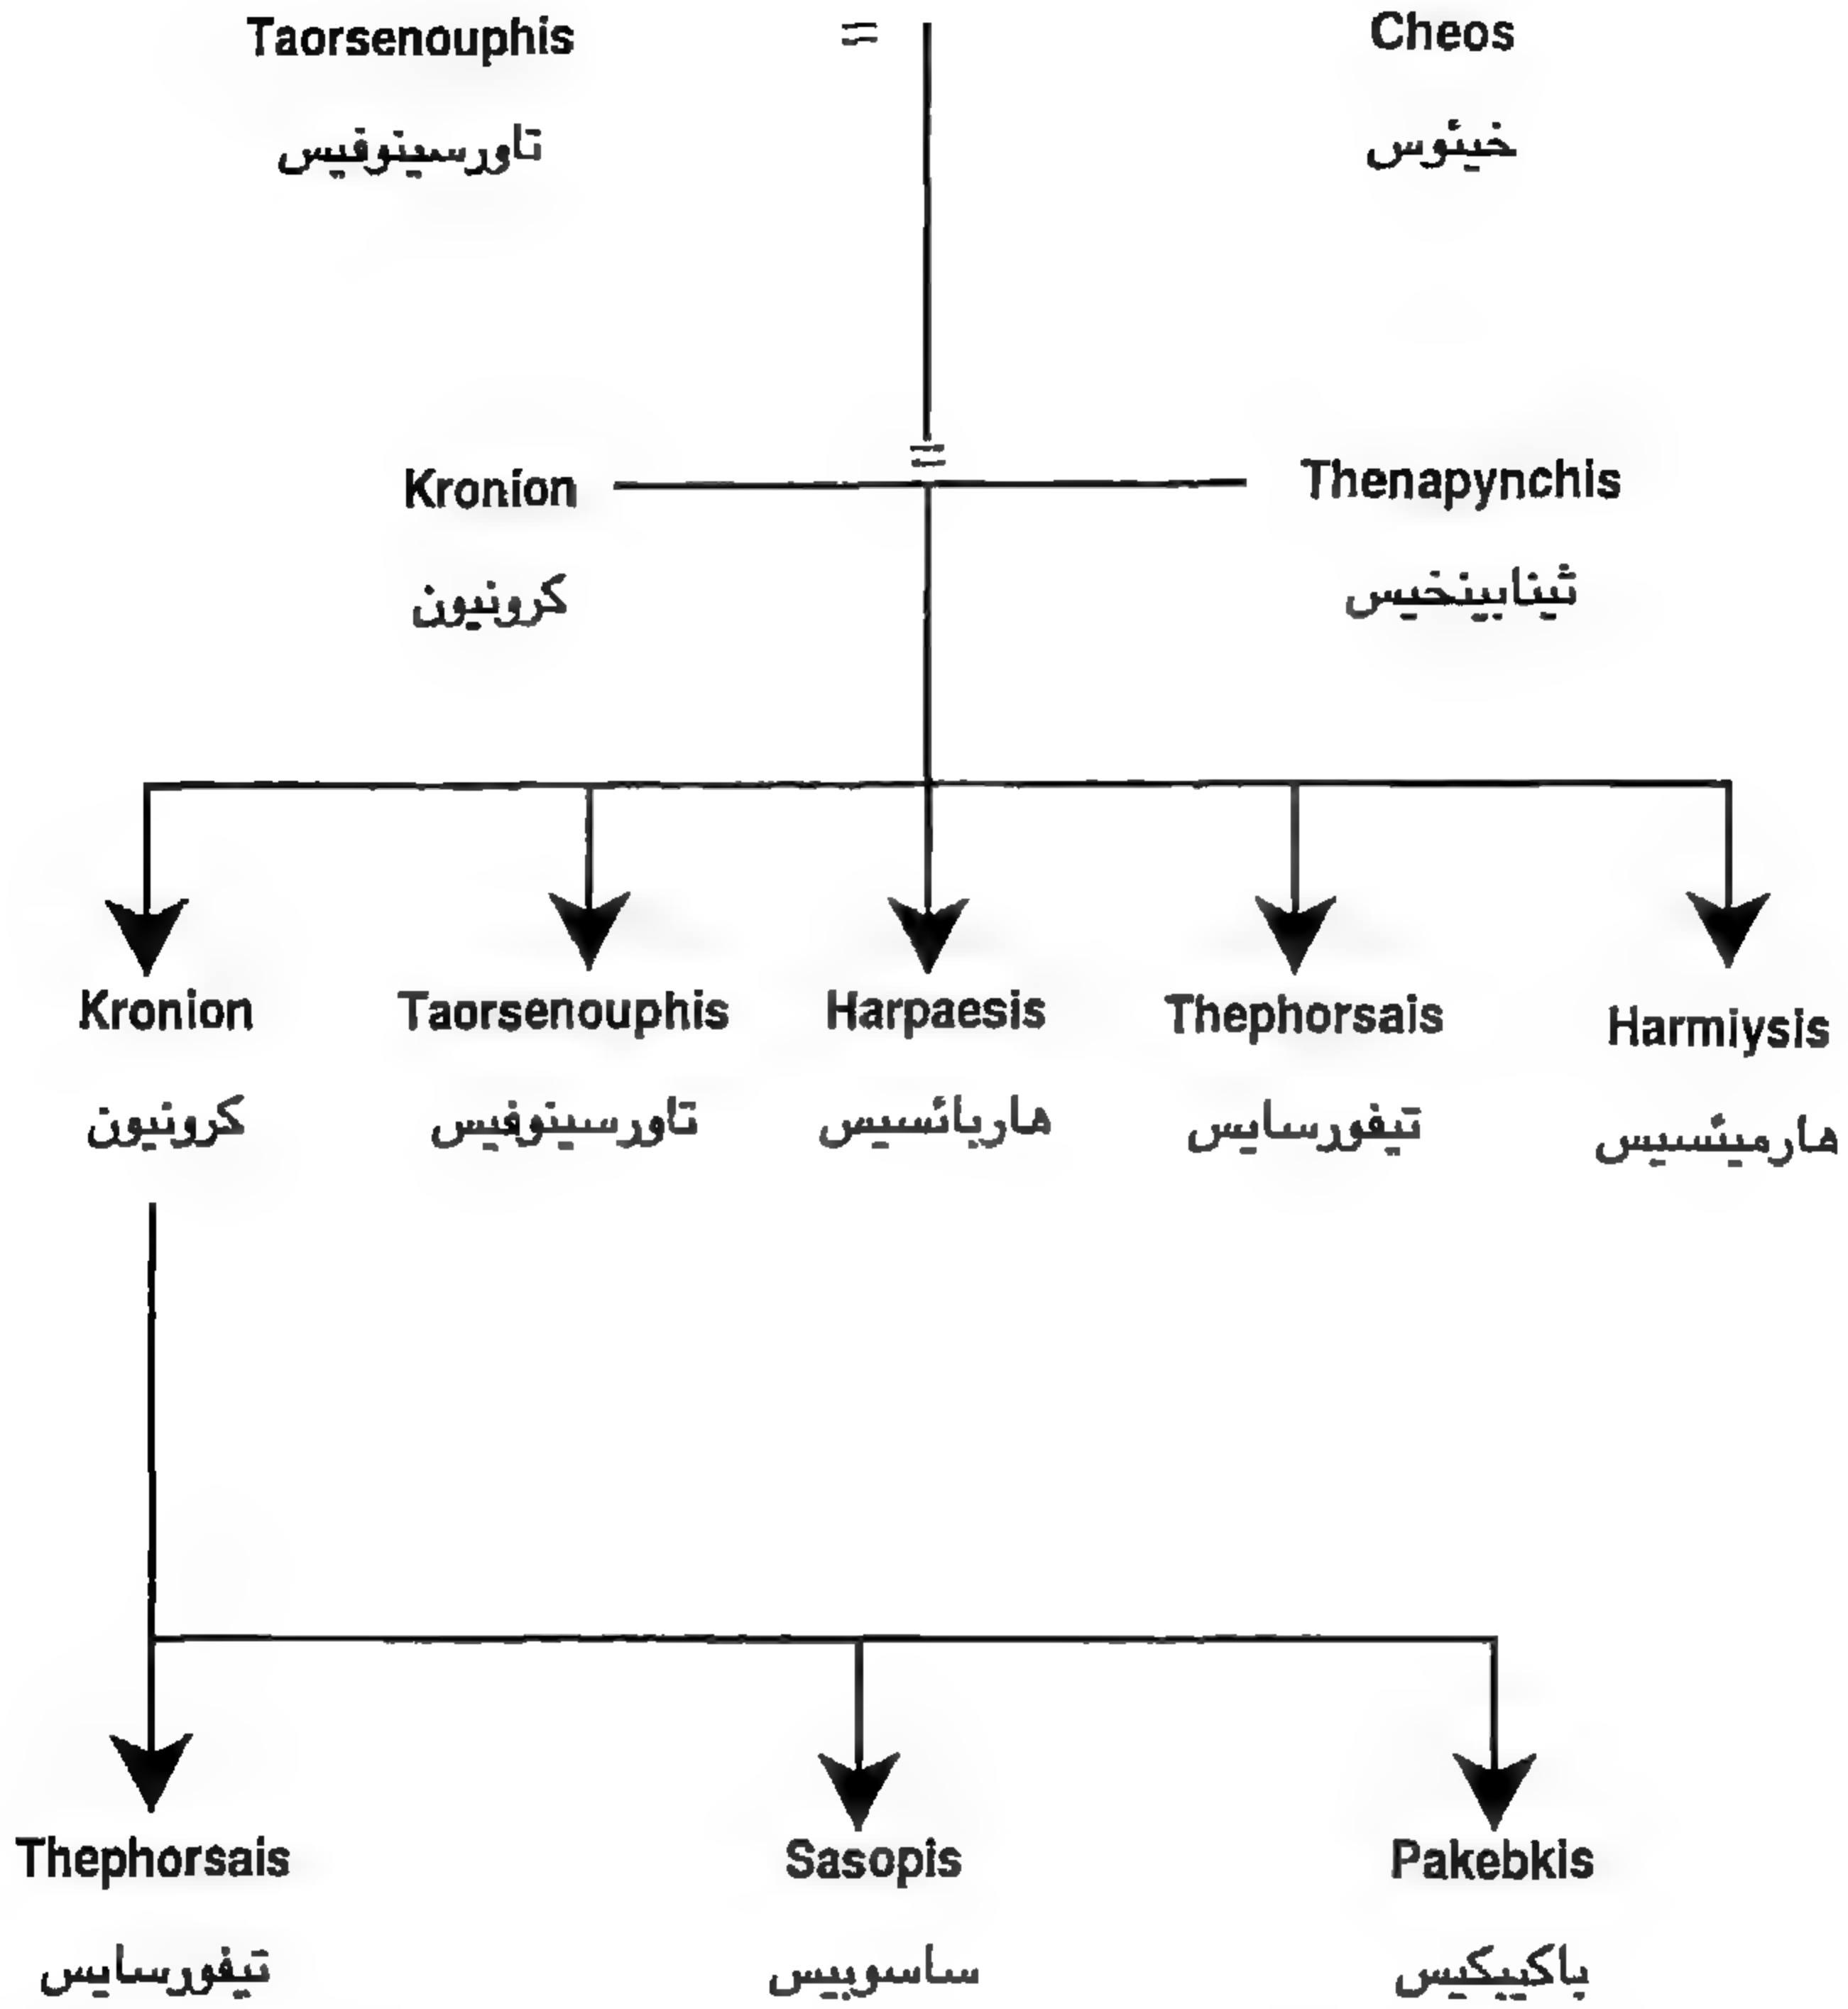 Taorsenouphis = Cheos
تاورسينوفيس خيئوس
=
Kronion Thenapynchis
كرونيون ثينابينخيس
Kronion Taorsenouphis Harpaesis Thephorsais Harmiysis
كرونيون تاورسينوفيس هاربائسيس تيفورسايس هارميئسيس
Thephorsais Sasopis Pakebkis
تيفورسايس ساسوبيس باكيبكيس